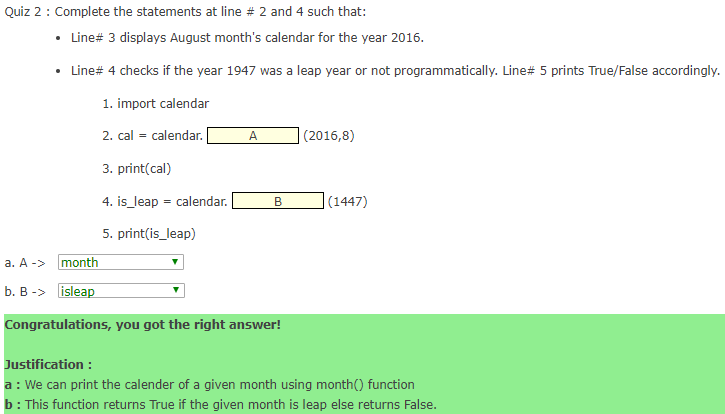 Quiz 2 : Complete the statements at line # 2 and 4 such that:
• Line# 3 displays August month's calendar for the year 2016.
• Line# 4 checks if the year 1947 was a leap year or not programmatically. Line# 5 prints True/False accordingly.
1. import calendar
2. cal = calendar. A (2016,8)
3. print(cal)
4. is_leap = calendar. B (1447)
5. print(is_leap)
a. A -> month
b. B -> isleap
Congratulations, you got the right answer!
Justification :
a : We can print the calender of a given month using month() function
b : This function returns True if the given month is leap else returns False.